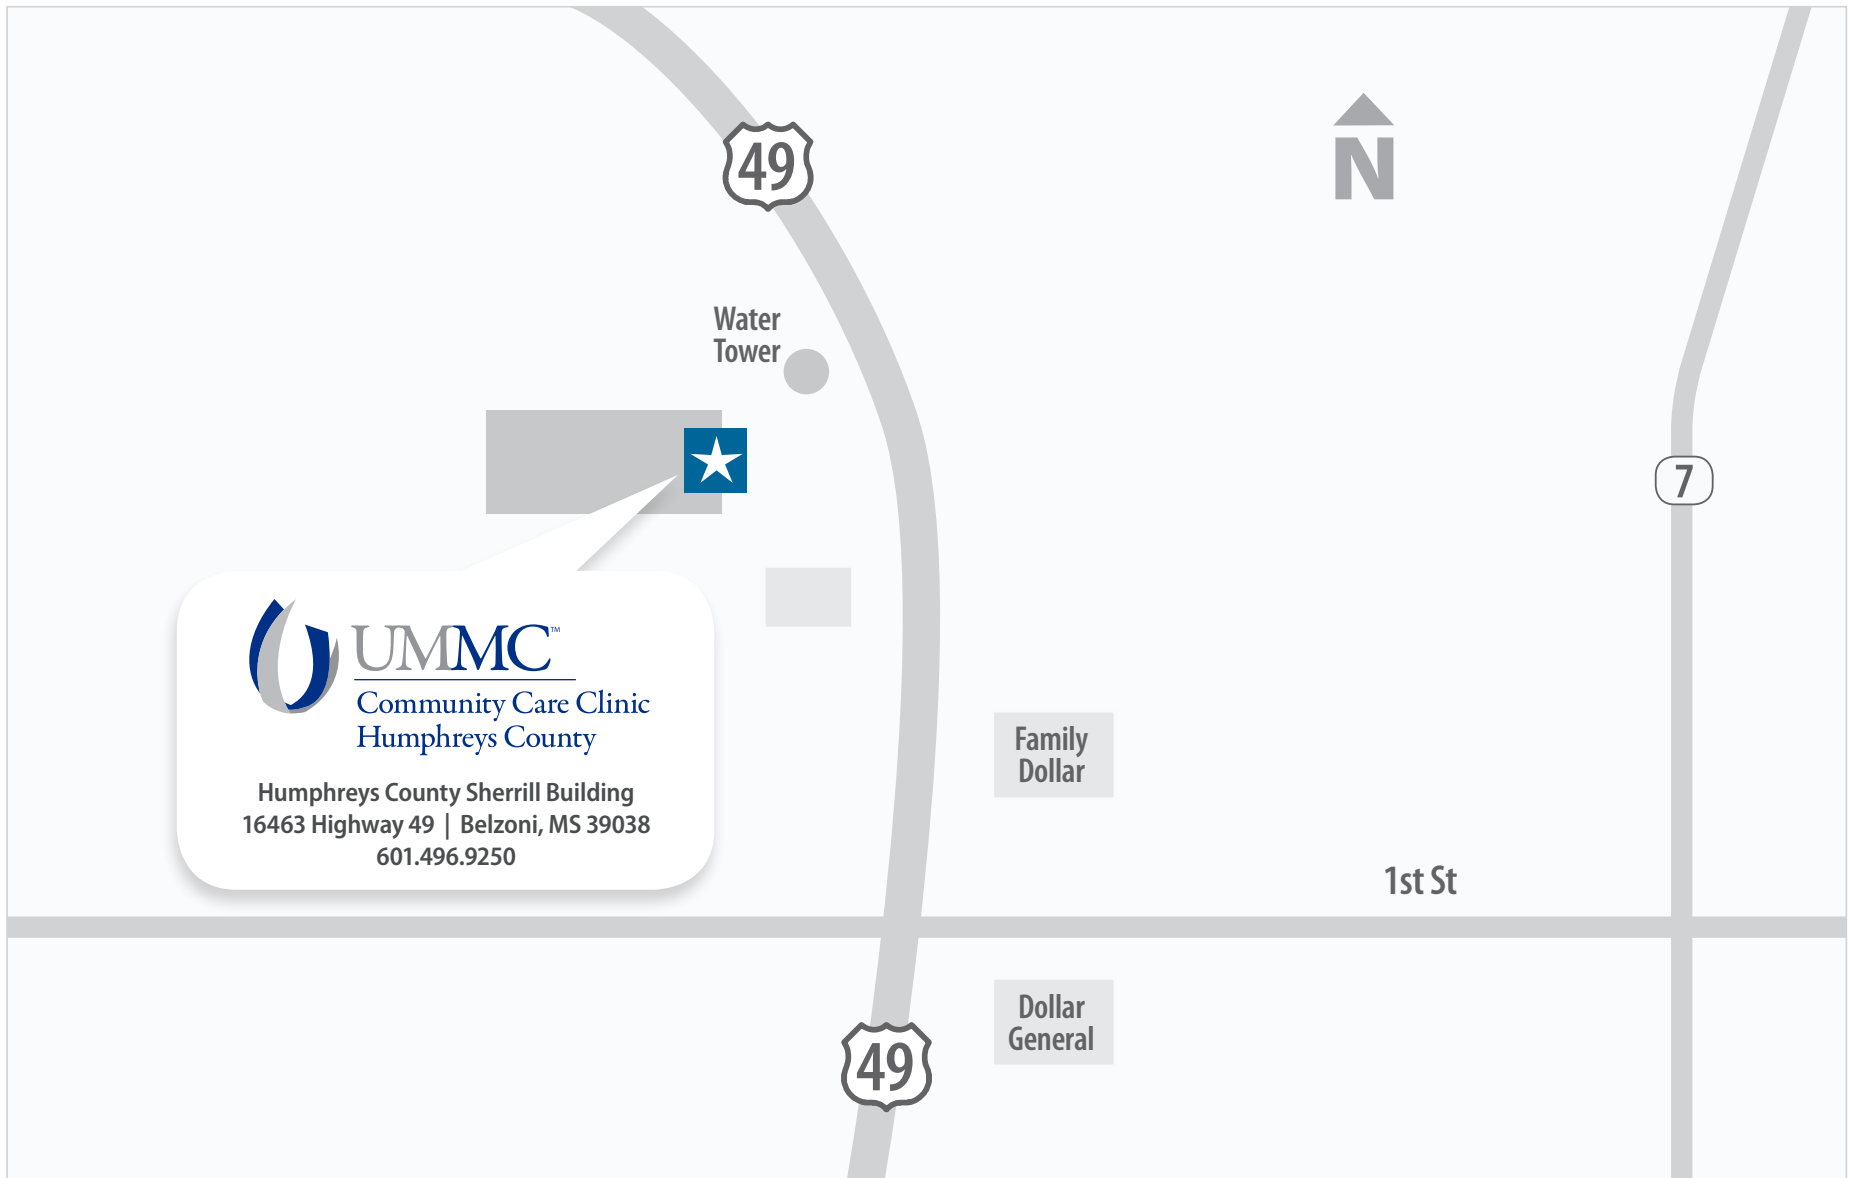 49
N
Water
Tower
7
UMMC™
Community Care Clinic
Humphreys County
Humphreys County Sherrill Building
16463 Highway 49 | Belzoni, MS 39038
601.496.9250
Family
Dollar
1st St
Dollar
General
49